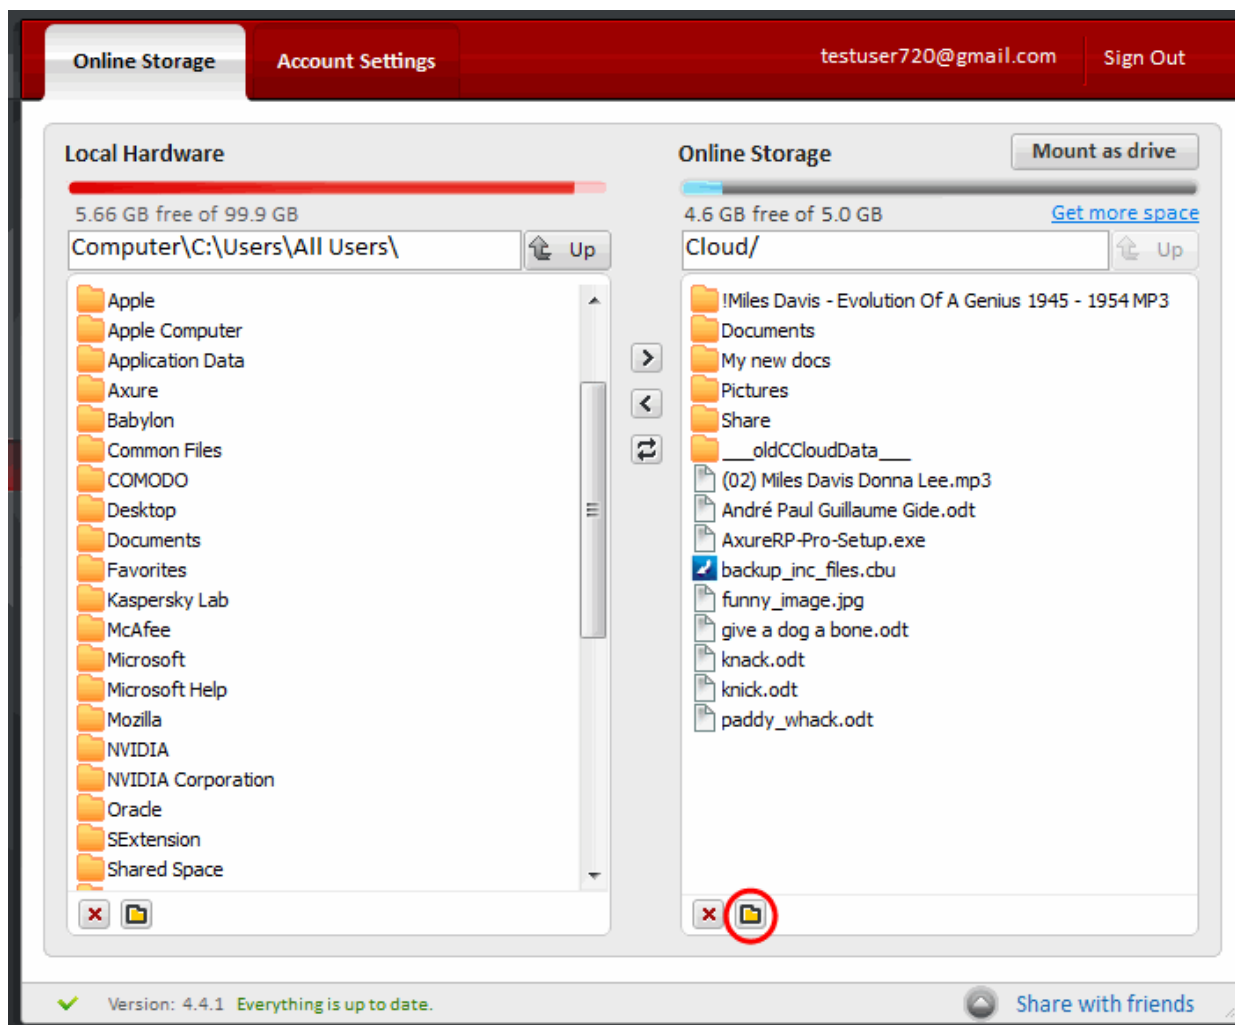 Online Storage
Account Settings
testuser720@gmail.com
Sign Out
Local Hardware
5.66 GB free of 99.9 GB
Computer\C:\Users\All Users\
Up
Apple
Apple Computer
Application Data
Axure
Babylon
Common Files
COMODO
Desktop
Documents
Favorites
Kaspersky Lab
McAfee
Microsoft
Microsoft Help
Mozilla
NVIDIA
NVIDIA Corporation
Oracle
SExtension
Shared Space
Online Storage
Mount as drive
4.6 GB free of 5.0 GB
Get more space
Cloud/
Up
!Miles Davis - Evolution Of A Genius 1945 - 1954 MP3
Documents
My new docs
Pictures
Share
___oldCCloudData___
(02) Miles Davis Donna Lee.mp3
André Paul Guillaume Gide.odt
AxureRP-Pro-Setup.exe
backup_inc_files.cbu
funny_image.jpg
give a dog a bone.odt
knack.odt
knick.odt
paddy_whack.odt
Version: 4.4.1 Everything is up to date.
Share with friends